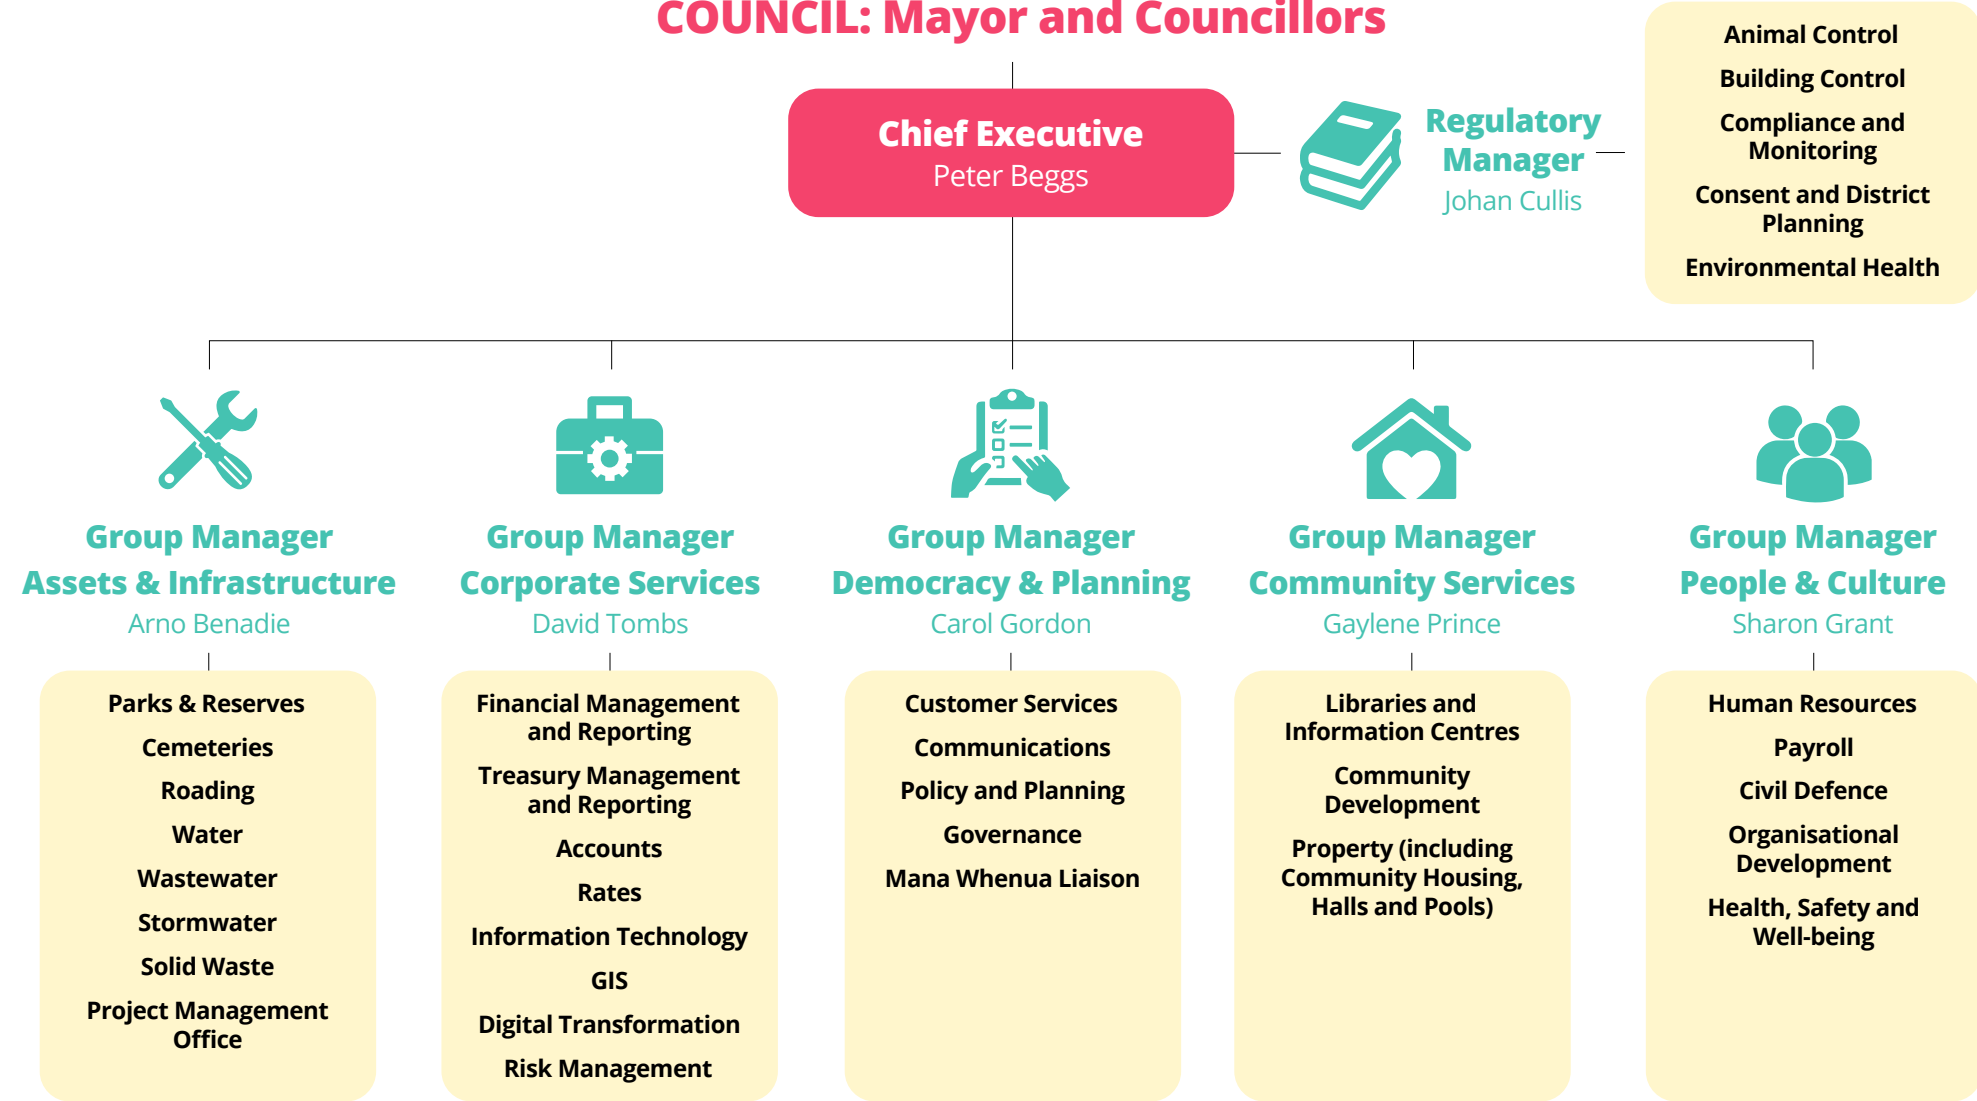 COUNCIL: Mayor and Councillors
Chief Executive
Peter Beggs
Regulatory
Manager
Johan Cullis
Animal Control
Building Control
Compliance and
Monitoring
Consent and District
Planning
Environmental Health
Group Manager
Assets & Infrastructure
Arno Benadie
Parks & Reserves
Cemeteries
Roading
Water
Wastewater
Stormwater
Solid Waste
Project Management
Office
Group Manager
Corporate Services
David Tombs
Financial Management
and Reporting
Treasury Management
and Reporting
Accounts
Rates
Information Technology
GIS
Digital Transformation
Risk Management
Group Manager
Democracy & Planning
Carol Gordon
Customer Services
Communications
Policy and Planning
Governance
Mana Whenua Liaison
Group Manager
Community Services
Gaylene Prince
Libraries and
Information Centres
Community
Development
Property (including
Community Housing,
Halls and Pools)
Group Manager
People & Culture
Sharon Grant
Human Resources
Payroll
Civil Defence
Organisational
Development
Health, Safety and
Well-being